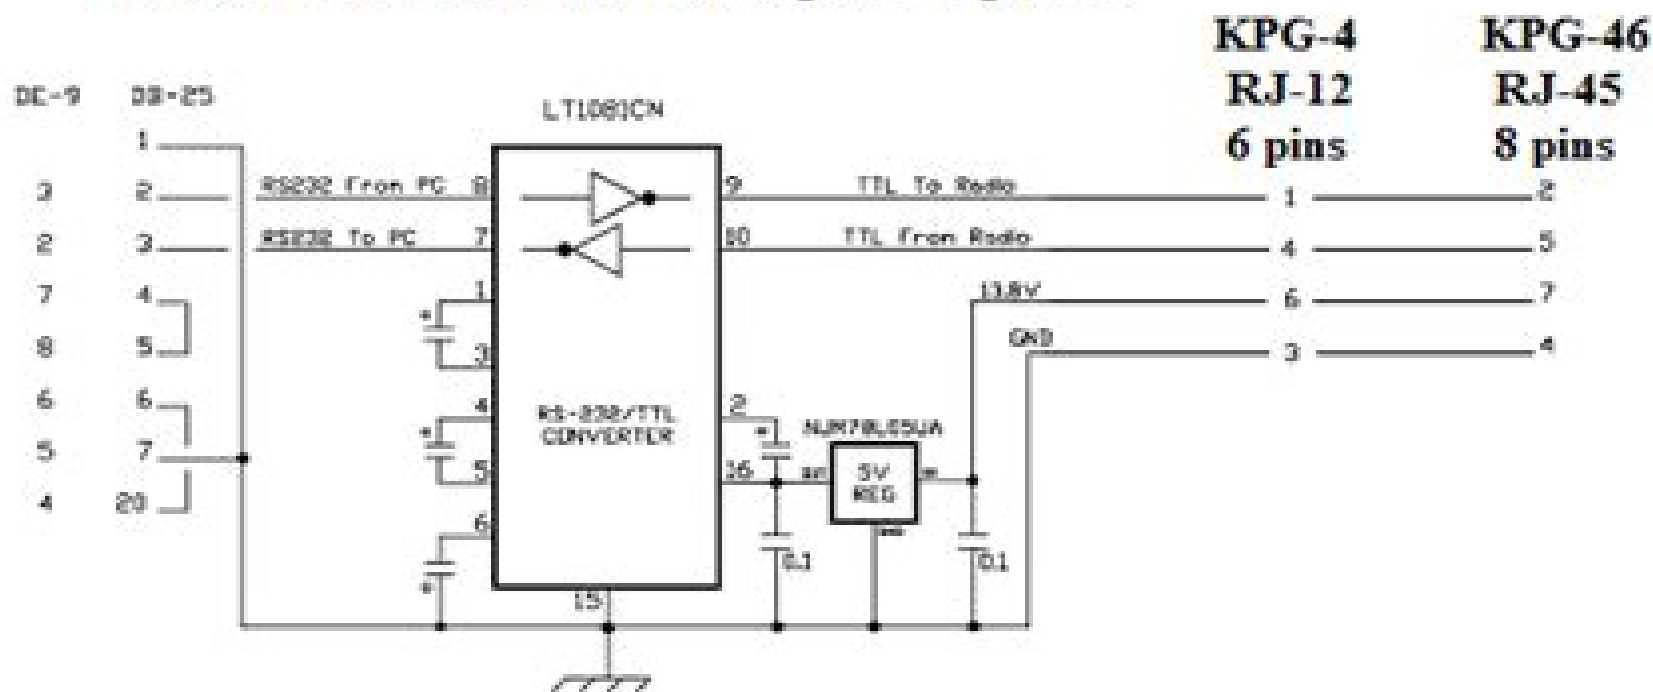 KPG-4 KPG-46
RJ-12 RJ-45
6 pins 8 pins
DE-9 DB-25
LT1081CN
1
3 2 RS232 From PC 8 9 TTL To Radio 1 2
2 3 RS232 To PC 7 10 TTL From Radio 4 5
7 4 1 13.8V 6 7
8 5 3 GND 3 4
6 6 4 RS-232/TTL 2
CONVERTER
5 7 5 16 5V
REG
4 20 6
0.1 0.1
15